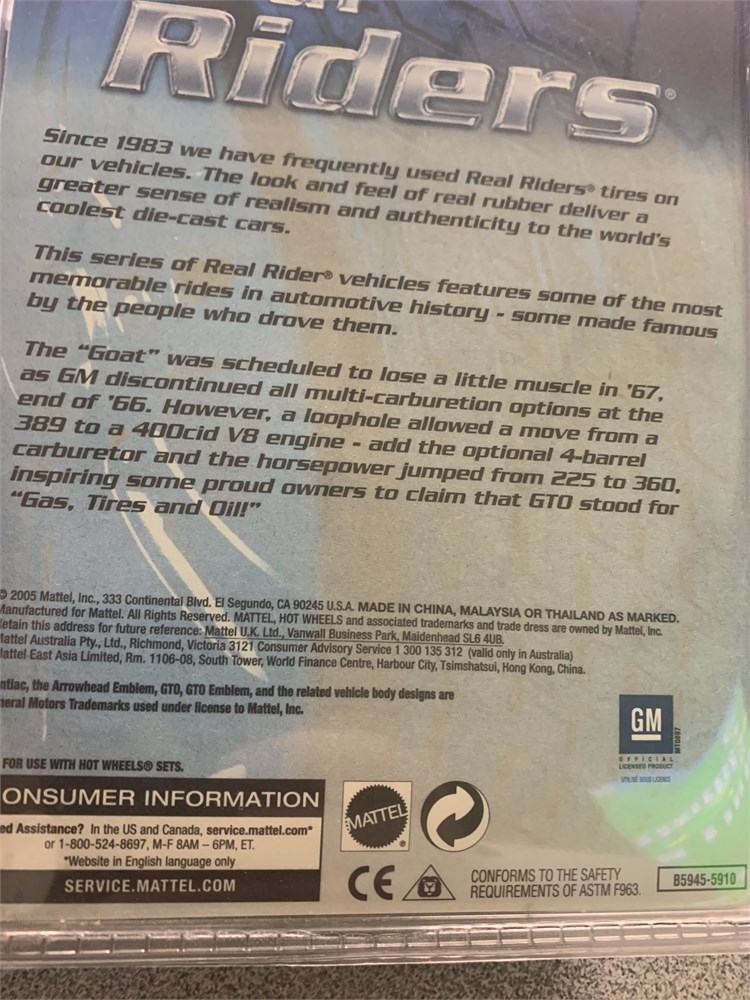 Riders®
Since 1983 we have frequently used Real Riders® tires on
our vehicles. The look and feel of real rubber deliver a
greater sense of realism and authenticity to the world's
coolest die-cast cars.
This series of Real Rider® vehicles features some of the most
memorable rides in automotive history - some made famous
by the people who drove them.
The "Goat" was scheduled to lose a little muscle in '67,
as GM discontinued all multi-carburetion options at the
end of '66. However, a loophole allowed a move from a
389 to a 400cid V8 engine - add the optional 4-barrel
carburetor and the horsepower jumped from 225 to 360,
inspiring some proud owners to claim that GTO stood for
"Gas, Tires and Oil!"
© 2005 Mattel, Inc., 333 Continental Blvd. El Segundo, CA 90245 U.S.A. MADE IN CHINA, MALAYSIA OR THAILAND AS MARKED.
Manufactured for Mattel. All Rights Reserved. MATTEL, HOT WHEELS and associated trademarks and trade dress are owned by Mattel, Inc.
etain this address for future reference: Mattel U.K. Ltd., Vanwall Business Park, Maidenhead SL6 4UB.
Mattel Australia Pty., Ltd., Richmond, Victoria 3121 Consumer Advisory Service 1 300 135 312 (valid only in Australia)
Mattel East Asia Limited, Rm. 1106-08, South Tower, World Finance Centre, Harbour City, Tsimshatsui, Hong Kong, China.
ntiac, the Arrowhead Emblem, GTO, GTO Emblem, and the related vehicle body designs are
neral Motors Trademarks used under license to Mattel, Inc.
GM
OFFICIAL
LICENSED PRODUCT
FOR USE WITH HOT WHEELS® SETS.
ONSUMER INFORMATION
ed Assistance? In the US and Canada, service.mattel.com*
or 1-800-524-8697, M-F 8AM – 6PM, ET.
*Website in English language only
SERVICE.MATTEL.COM
MATTEL
CE
CONFORMS TO THE SAFETY
REQUIREMENTS OF ASTM F963.
B5945-5910